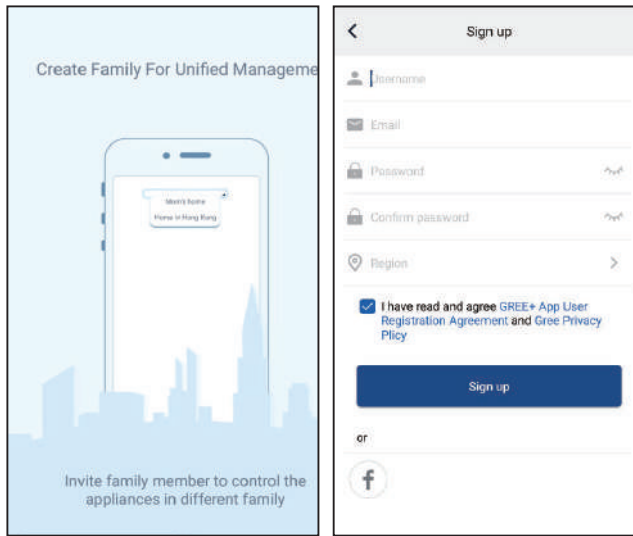 Create Family For Unified Manageme
Mom's home
Home in Hong Kong
Invite family member to control the
appliances in different family
Sign up
Username
Email
Password
Confirm password
Region
I have read and agree GREE+ App User
Registration Agreement and Gree Privacy
Plicy
Sign up
or